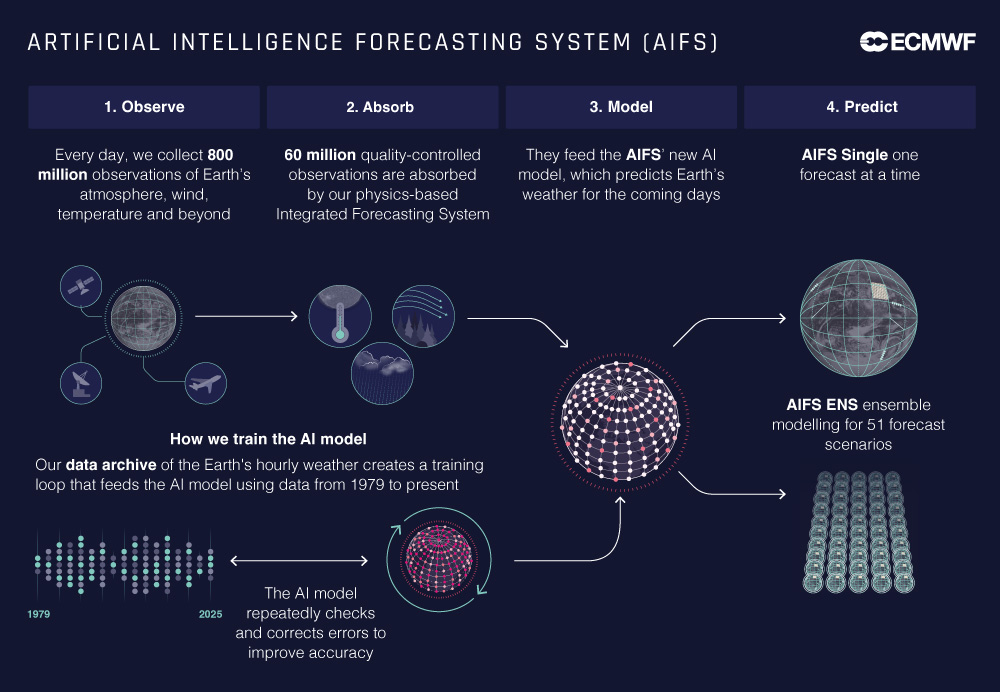 ARTIFICIAL INTELLIGENCE FORECASTING SYSTEM (AIFS)
ECMWF
1. Observe
Every day, we collect 800
million observations of Earth's
atmosphere, wind,
temperature and beyond
2. Absorb
60 million quality-controlled
observations are absorbed
by our physics-based
Integrated Forecasting System
3. Model
They feed the AIFS' new AI
model, which predicts Earth's
weather for the coming days
4. Predict
AIFS Single one
forecast at a time
AIFS ENS ensemble
modelling for 51 forecast
scenarios
How we train the AI model
Our data archive of the Earth's hourly weather creates a training
loop that feeds the AI model using data from 1979 to present
1979
2025
The AI model
repeatedly checks
and corrects errors to
improve accuracy